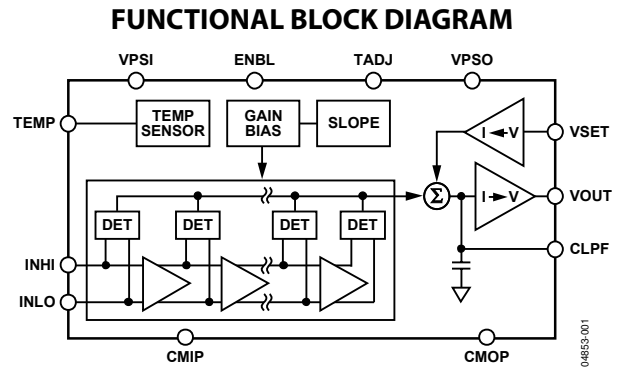 FUNCTIONAL BLOCK DIAGRAM
VPSI
ENBL
TADJ
VPSO
TEMP
TEMP
SENSOR
GAIN
BIAS
SLOPE
I V
VSET
Σ
I V
VOUT
DET
DET
DET
DET
CLPF
INHI
INLO
CMIP
CMOP
04853-001